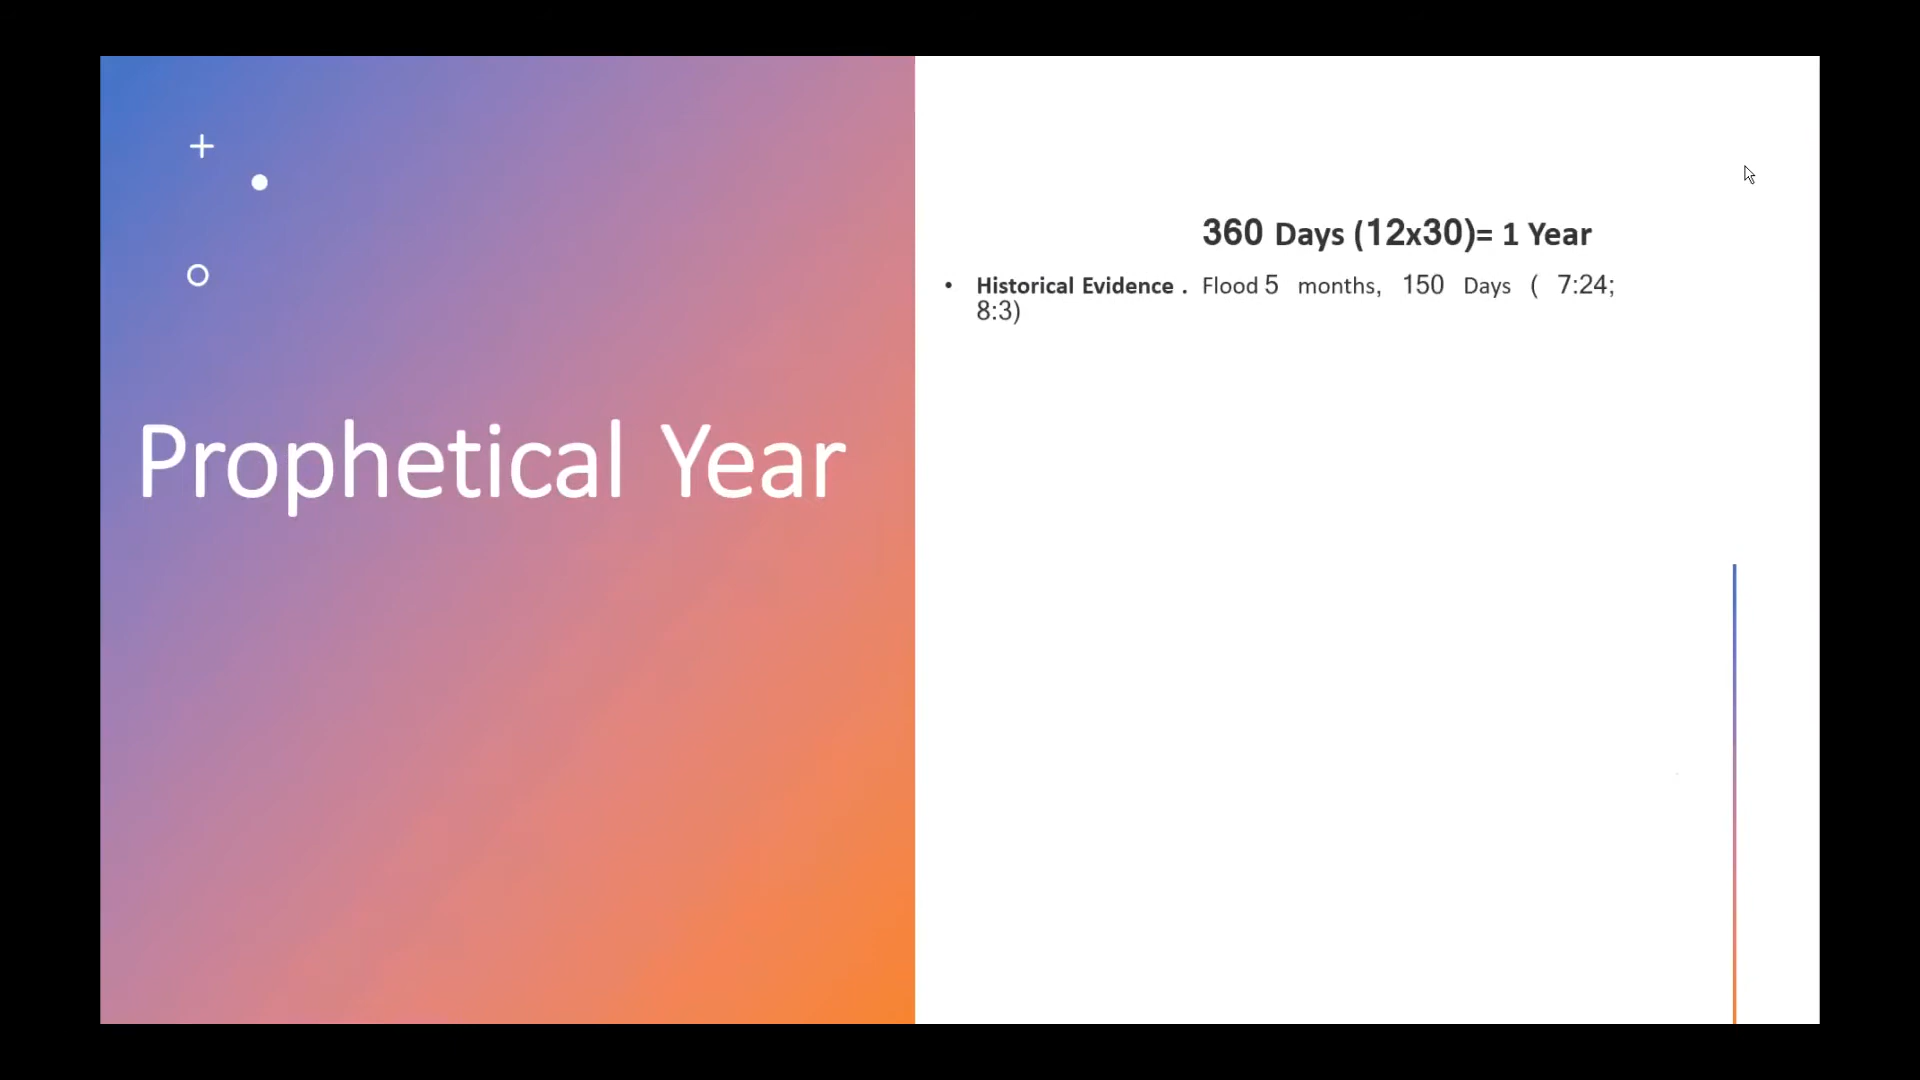 Prophetical Year
360 Days (12x30)= 1 Year
• Historical Evidence . Flood 5 months, 150 Days ( 7:24;
8:3)